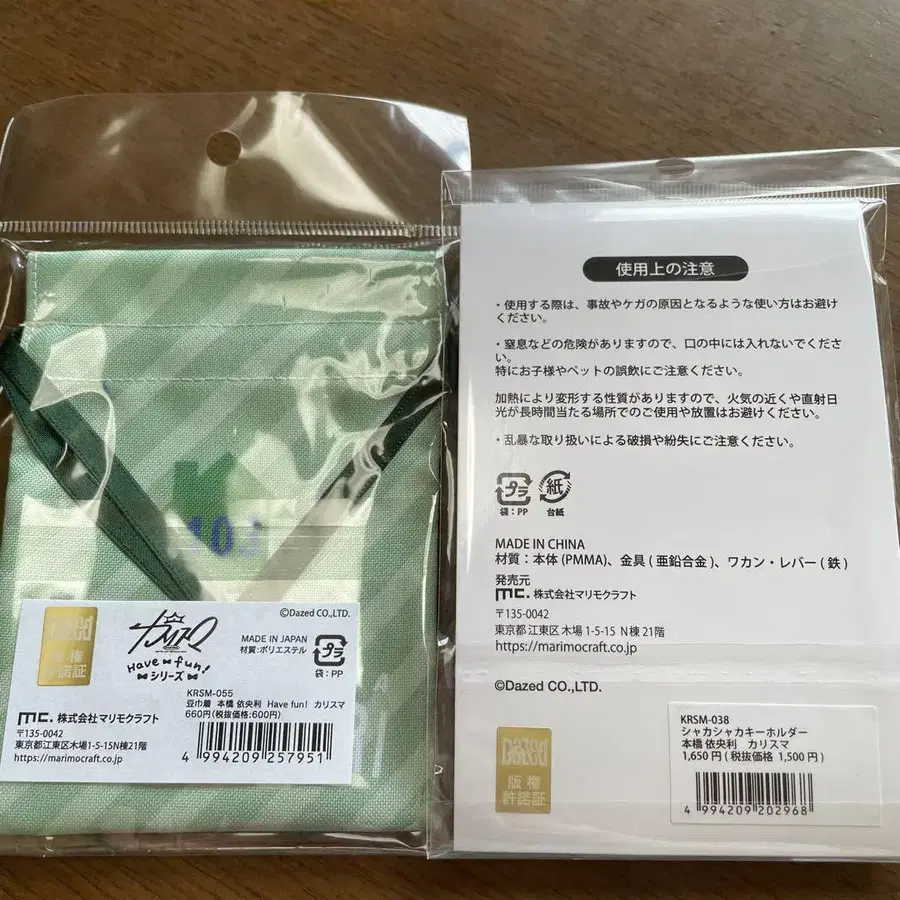 103
Dazed
版権
許諾証
カリスマ
Have fun!
シリーズ
©Dazed CO.,LTD.
MADE IN JAPAN
材質:ポリエステル
プラ
袋:PP
KRSM-055
豆巾着 本橋 依央利 Have fun! カリスマ
660円(税抜価格:600円)
mc. 株式会社マリモクラフト
〒135-0042
東京都江東区木場1-5-15N棟21階
https://marimocraft.co.jp
4 994209 257951
使用上の注意
・使用する際は、事故やケガの原因となるような使い方はお避け
ください。
・窒息などの危険がありますので、口の中には入れないでくださ
い。
特にお子様やペットの誤飲にご注意ください。
加熱により変形する性質がありますので、火気の近くや直射日
光が長時間当たる場所でのご使用や放置はお避けください。
・乱暴な取り扱いによる破損や紛失にご注意ください。
プラ 紙
袋:PP 台紙
MADE IN CHINA
材質:本体(PMMA)、金具(亜鉛合金)、ワカン・レバー(鉄)
発売元
mc. 株式会社マリモクラフト
〒135-0042
東京都 江東区 木場 1-5-15 N棟 21階
https://marimocraft.co.jp
©Dazed CO.,LTD.
Dazed
版権
許諾証
KRSM-038
シャカシャカキーホルダー
本橋 依央利 カリスマ
1,650円(税抜価格 1,500円)
4 994209 202968